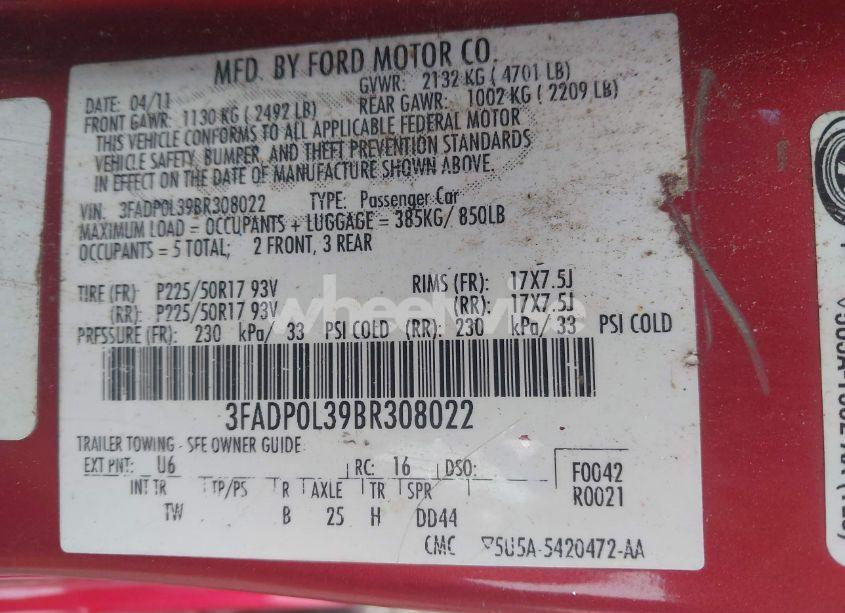 MFD. BY FORD MOTOR CO.
DATE: 04/11 GVWR: 2132 KG ( 4701 LB)
FRONT GAWR: 1130 KG ( 2492 LB) REAR GAWR: 1002 KG ( 2209 LB)
THIS VEHICLE CONFORMS TO ALL APPLICABLE FEDERAL MOTOR
VEHICLE SAFETY, BUMPER, AND THEFT PREVENTION STANDARDS
IN EFFECT ON THE DATE OF MANUFACTURE SHOWN ABOVE.
VIN: 3FADP0L39BR308022 TYPE: Passenger Car
MAXIMUM LOAD = OCCUPANTS + LUGGAGE = 385KG/ 850LB
OCCUPANTS = 5 TOTAL; 2 FRONT, 3 REAR
TIRE (FR): P225/50R17 93V RIMS (FR): 17X7.5J
(RR): P225/50R17 93V (RR): 17X7.5J
PRESSURE (FR): 230 kPa/ 33 PSI COLD (RR): 230 kPa/ 33 PSI COLD
wheelwise
3FADP0L39BR308022
TRAILER TOWING - SEE OWNER GUIDE
EXT PNT: U6 RC: 16 DSO: F0042
R0021
INT TR TP/PS R AXLE TR SPR
TW B 25 H DD44
CMC ▽5U5A-5420472-AA